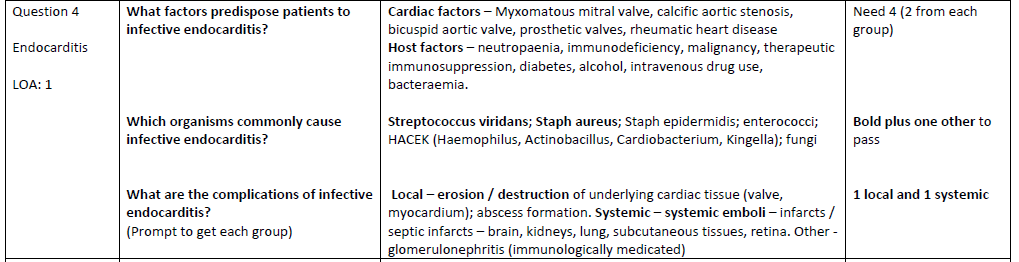 Question 4
Endocarditis
LOA: 1
What factors predispose patients to
infective endocarditis?
Cardiac factors – Myxomatous mitral valve, calcific aortic stenosis,
bicuspid aortic valve, prosthetic valves, rheumatic heart disease
Host factors – neutropaenia, immunodeficiency, malignancy, therapeutic
immunosuppression, diabetes, alcohol, intravenous drug use,
bacteraemia.
Need 4 (2 from each
group)
Which organisms commonly cause
infective endocarditis?
Streptococcus viridans; Staph aureus; Staph epidermidis; enterococci;
HACEK (Haemophilus, Actinobacillus, Cardiobacterium, Kingella); fungi
Bold plus one other to
pass
What are the complications of infective
endocarditis?
(Prompt to get each group)
Local – erosion / destruction of underlying cardiac tissue (valve,
myocardium); abscess formation. Systemic – systemic emboli – infarcts /
septic infarcts – brain, kidneys, lung, subcutaneous tissues, retina. Other -
glomerulonephritis (immunologically medicated)
1 local and 1 systemic